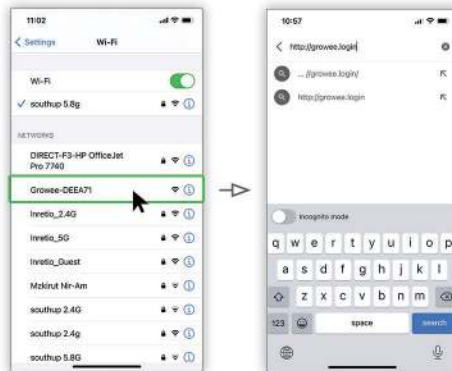 11:02
Settings
Wi-Fi
Wi-Fi
southup 5.8g
NETWORKS
DIRECT-F3-HP OfficeJet
Pro 7740
Growee-DEEA71
Inretio_2.4G
Inretio_5G
Inretio_Guest
Mzkirut Nir-Am
southup 2.4G
southup 2.4g
southup 5.8G
10:57
http://growee.login
... //growee.login/
http://growee.login
Incognito mode
q w e r t y u i o p
a s d f g h j k l
z x c v b n m
123 space search